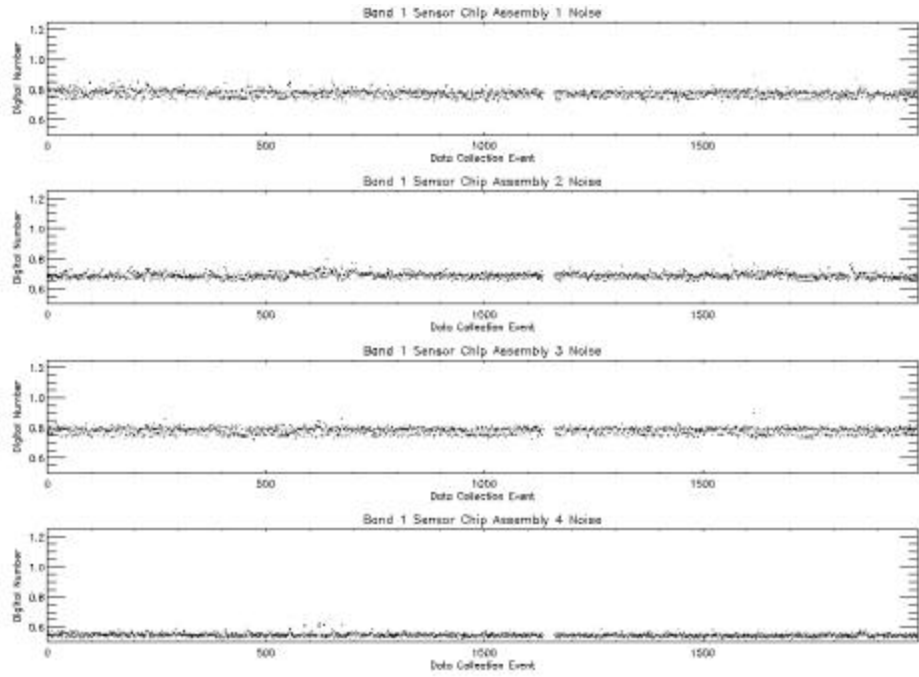 Band 1 Sensor Chip Assembly 1 Noise
1.2
1.0
0.8
0.6
Digital Number
0 500 1000 1500
Data Collection Event
Band 1 Sensor Chip Assembly 2 Noise
1.2
1.0
0.8
0.6
Digital Number
0 500 1000 1500
Data Collection Event
Band 1 Sensor Chip Assembly 3 Noise
1.2
1.0
0.8
0.6
Digital Number
0 500 1000 1500
Data Collection Event
Band 1 Sensor Chip Assembly 4 Noise
1.2
1.0
0.8
0.6
Digital Number
0 500 1000 1500
Data Collection Event